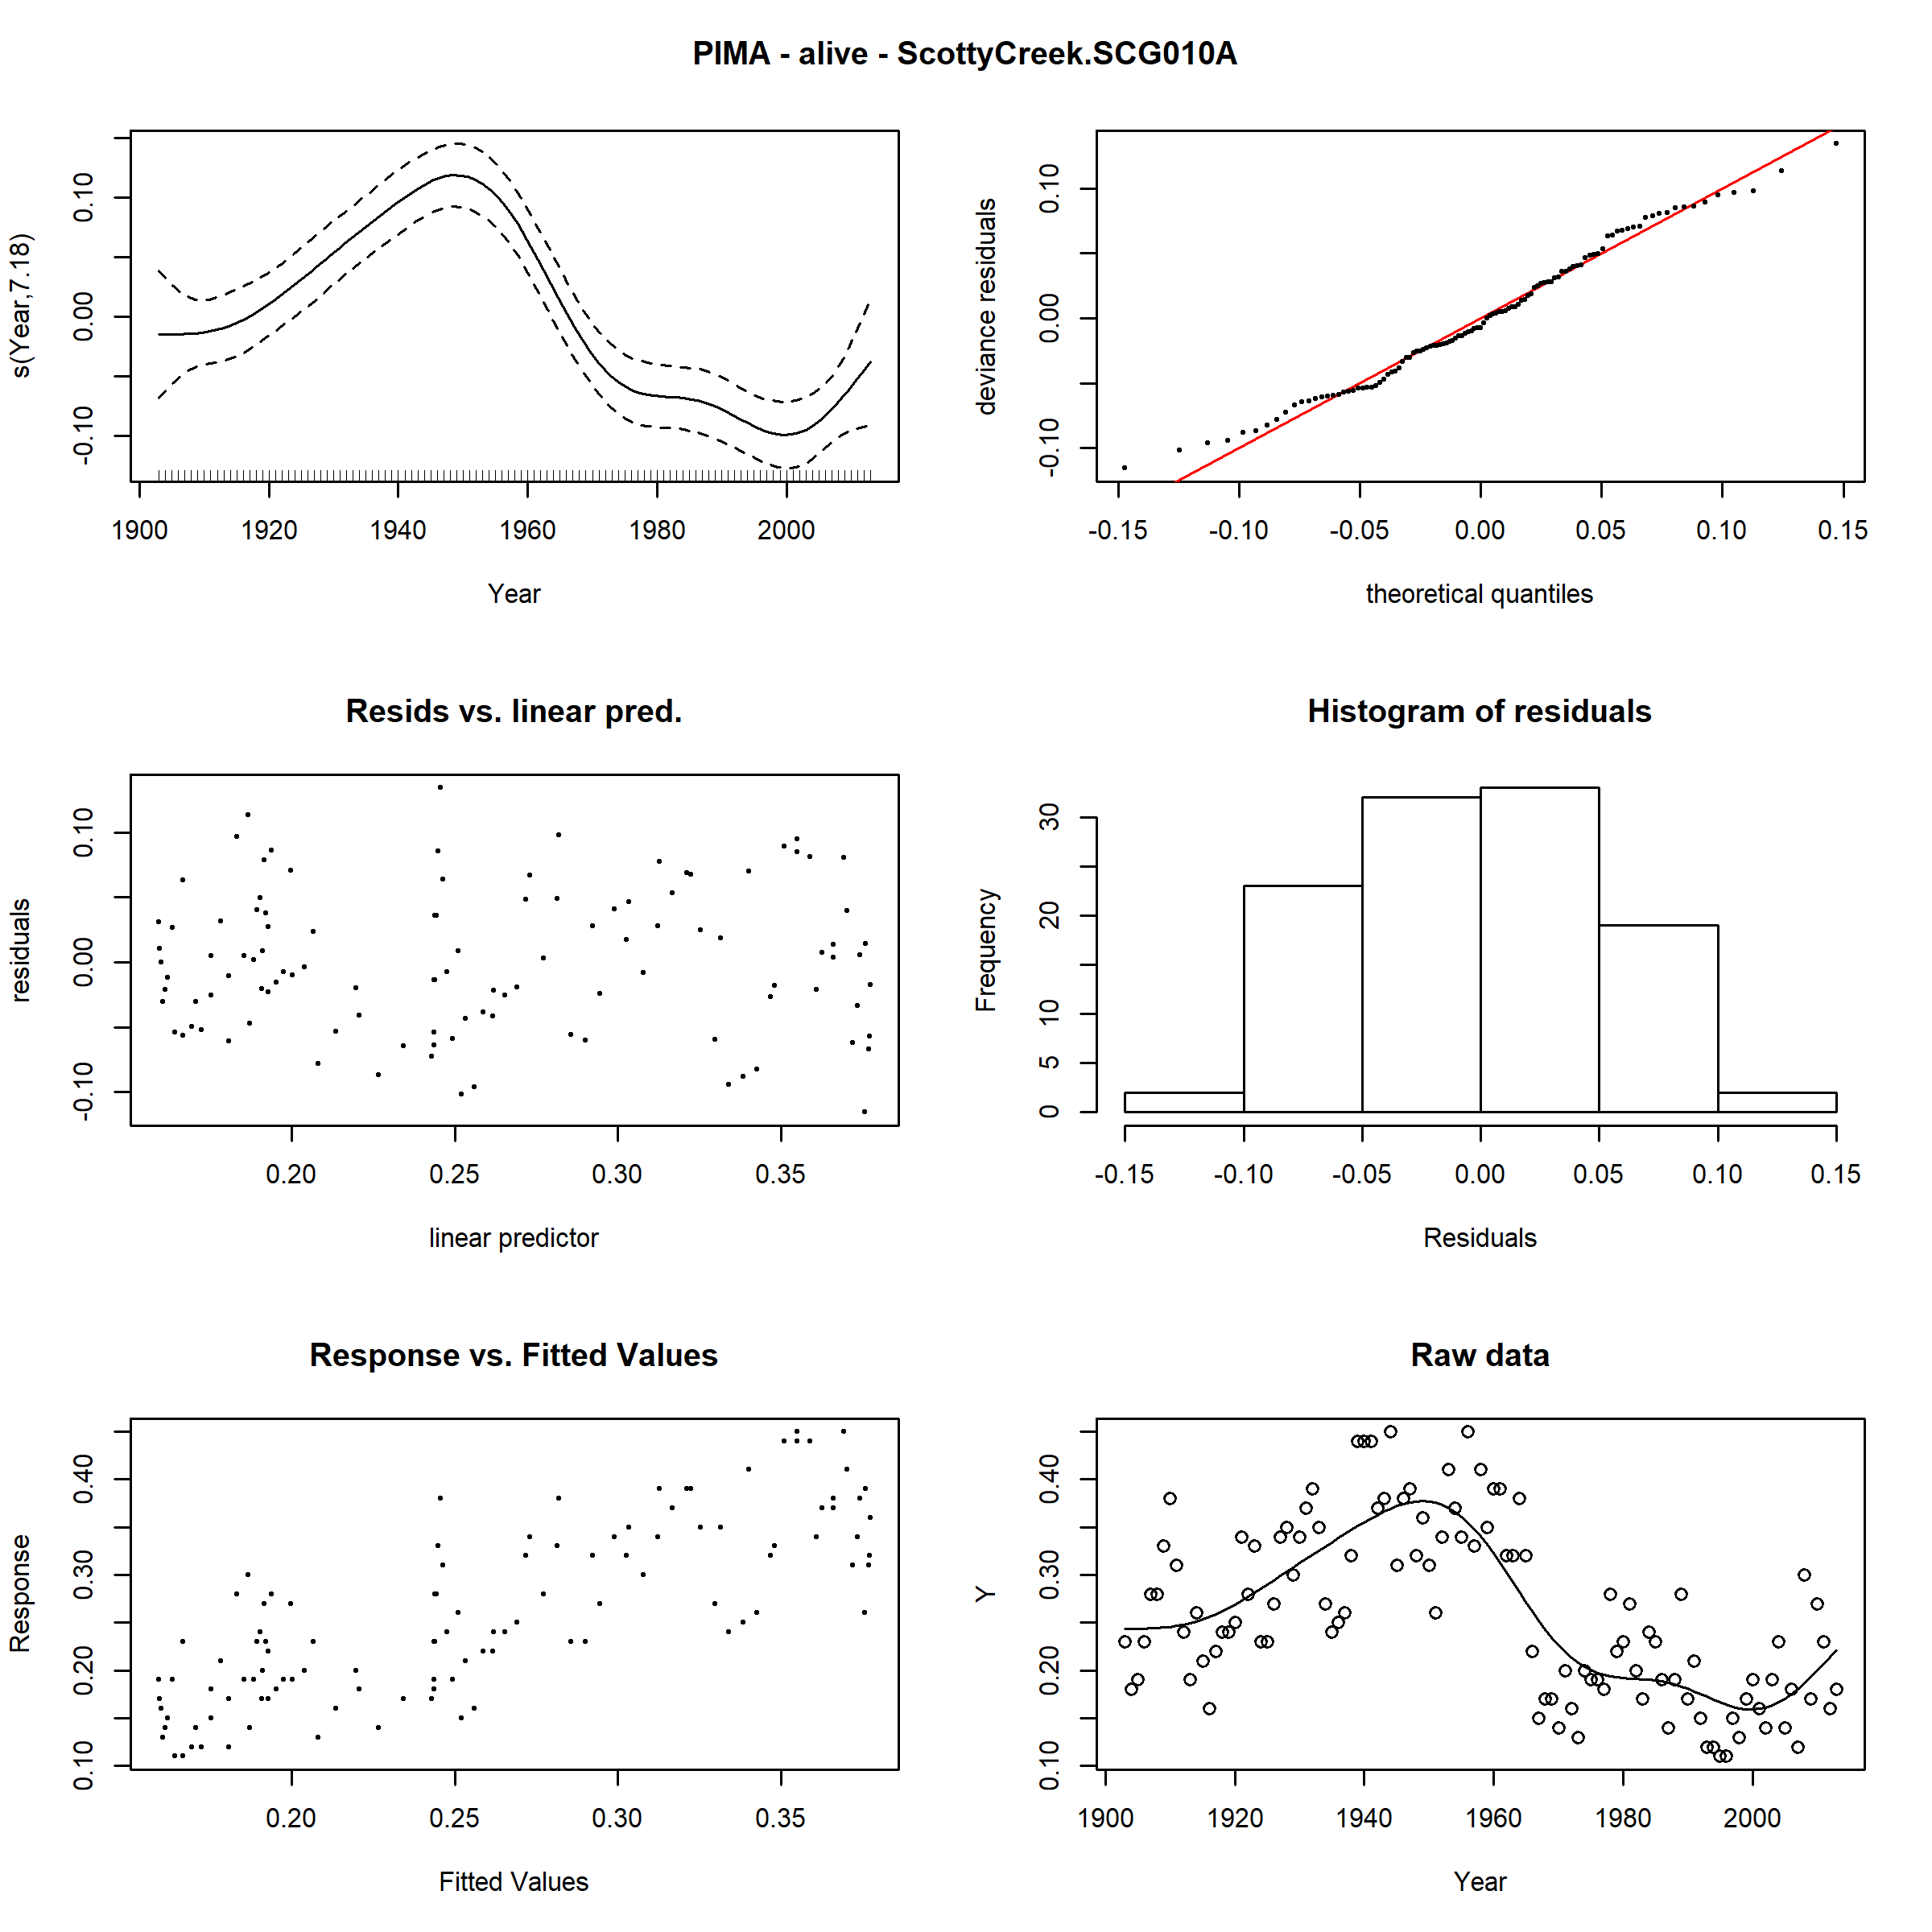 PIMA - alive - ScottyCreek.SCG010A
s(Year,7.18)
0.10
0.00
-0.10
1900 1920 1940 1960 1980 2000
Year
deviance residuals
0.10
0.00
-0.10
-0.15 -0.10 -0.05 0.00 0.05 0.10 0.15
theoretical quantiles
Resids vs. linear pred.
residuals
0.10
0.00
-0.10
0.20 0.25 0.30 0.35
linear predictor
Histogram of residuals
Frequency
30
20
10
5
0
-0.15 -0.10 -0.05 0.00 0.05 0.10 0.15
Residuals
Response vs. Fitted Values
Response
0.40
0.30
0.20
0.10
0.20 0.25 0.30 0.35
Fitted Values
Raw data
Y
0.40
0.30
0.20
0.10
1900 1920 1940 1960 1980 2000
Year